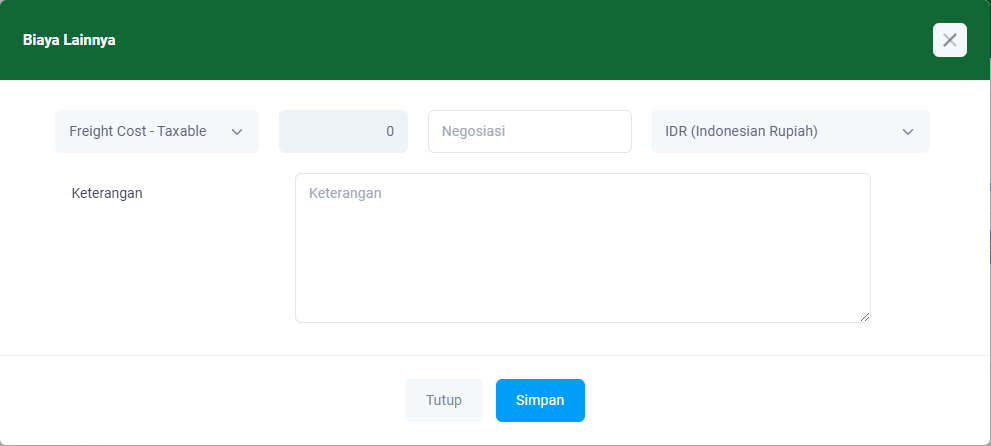 Biaya Lainnya
Freight Cost - Taxable 0 Negosiasi IDR (Indonesian Rupiah)
Keterangan Keterangan
Tutup Simpan